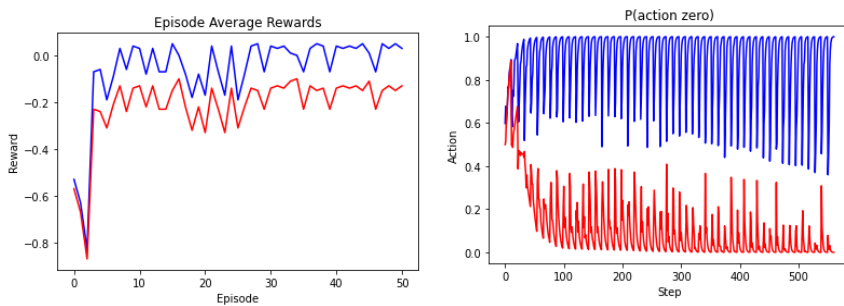 Episode Average Rewards
0.0
−0.2
−0.4
−0.6
−0.8
Reward
0 10 20 30 40 50
Episode
P(action zero)
1.0
0.8
0.6
0.4
0.2
0.0
Action
0 100 200 300 400 500
Step